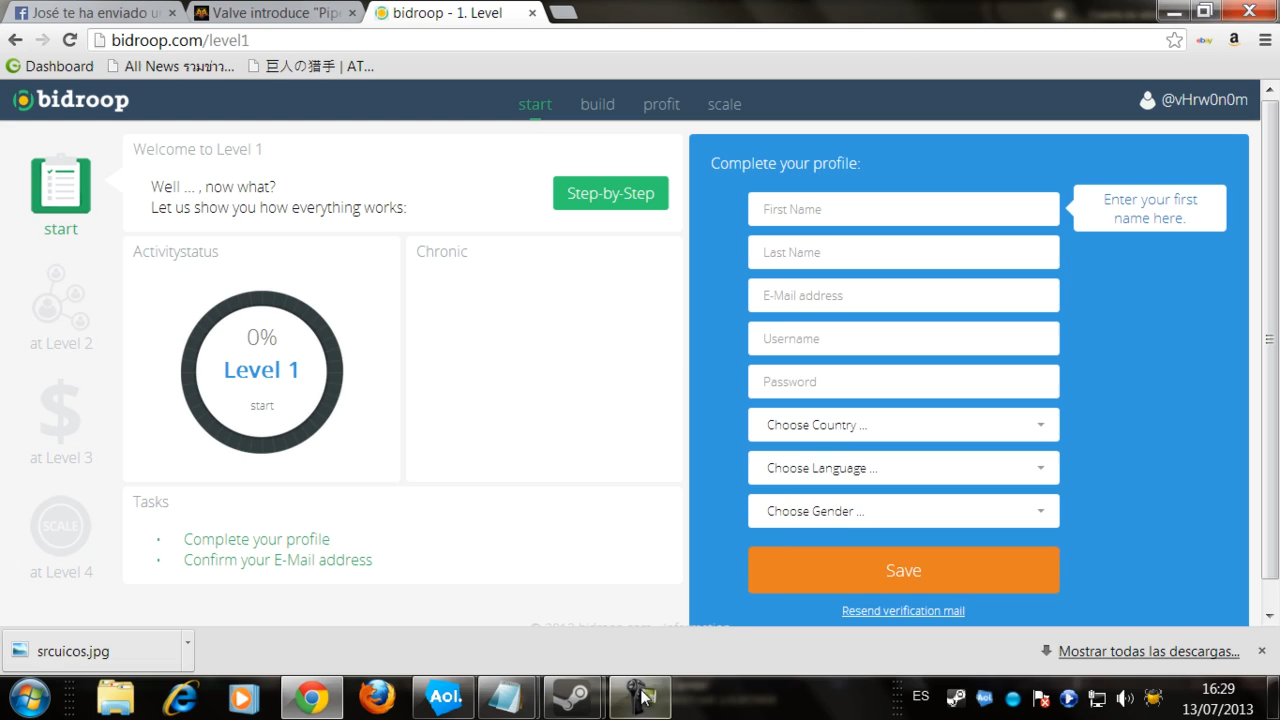 José te ha enviado u
Valve introduce "Pip
bidroop - 1. Level
bidroop.com/level1
ebay
a
Dashboard
All News รวมข่าว...
巨人の猎手 | AT...
bidroop
start
build
profit
scale
@vHrw0n0m
start
at Level 2
$
at Level 3
SCALE
at Level 4
Welcome to Level 1
Well ... , now what?
Let us show you how everything works:
Step-by-Step
Activitystatus
0%
Level 1
start
Chronic
Tasks
Complete your profile
Confirm your E-Mail address
Complete your profile:
First Name
Enter your first
name here.
Last Name
E-Mail address
Username
Password
Choose Country ...
Choose Language ...
Choose Gender ...
Save
Resend verification mail
srcuicos.jpg
Mostrar todas las descargas...
Aol.
ES
Aol.
16:29
13/07/2013